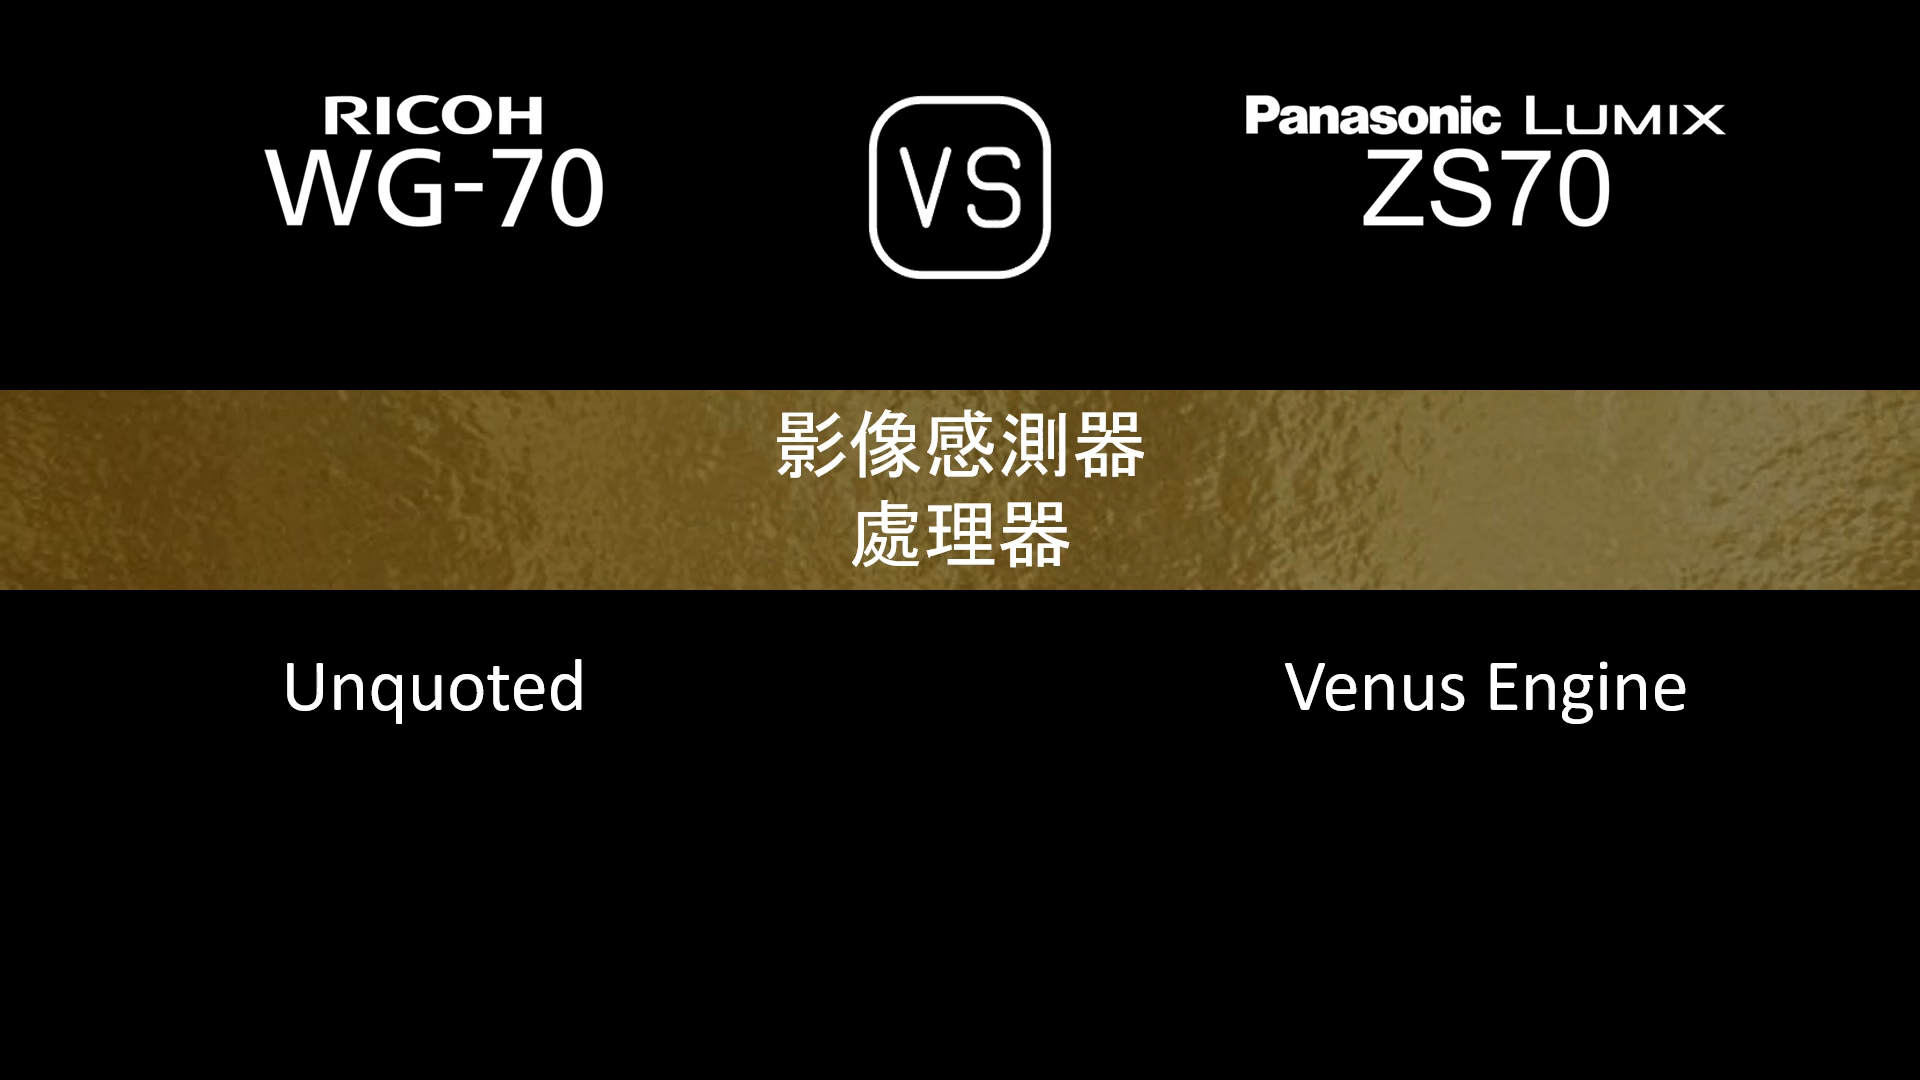 RICOH
WG-70
VS
Panasonic LUMIX
ZS70
影像感測器
處理器
Unquoted
Venus Engine